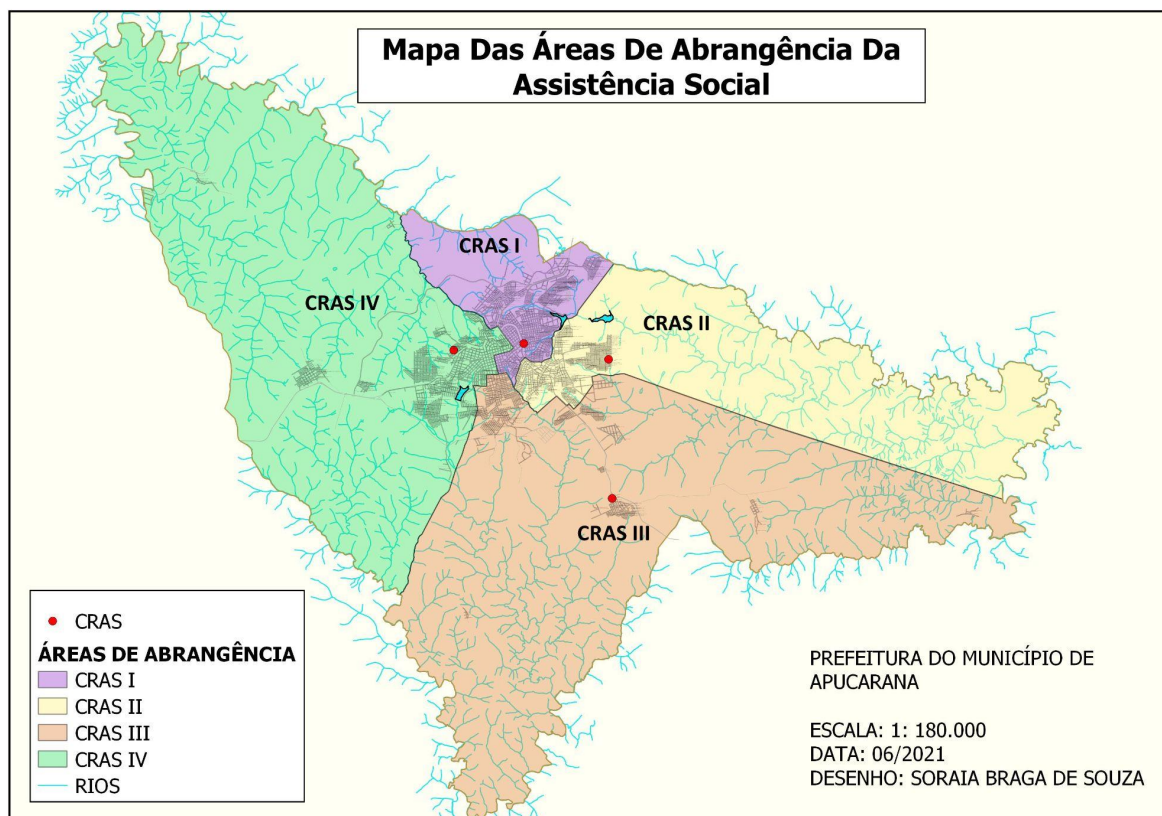 Mapa Das Áreas De Abrangência Da
Assistência Social
CRAS I
CRAS IV
CRAS II
CRAS III
CRAS
ÁREAS DE ABRANGÊNCIA
CRAS I
CRAS II
CRAS III
CRAS IV
RIOS
PREFEITURA DO MUNICÍPIO DE
APUCARANA
ESCALA: 1: 180.000
DATA: 06/2021
DESENHO: SORAIA BRAGA DE SOUZA